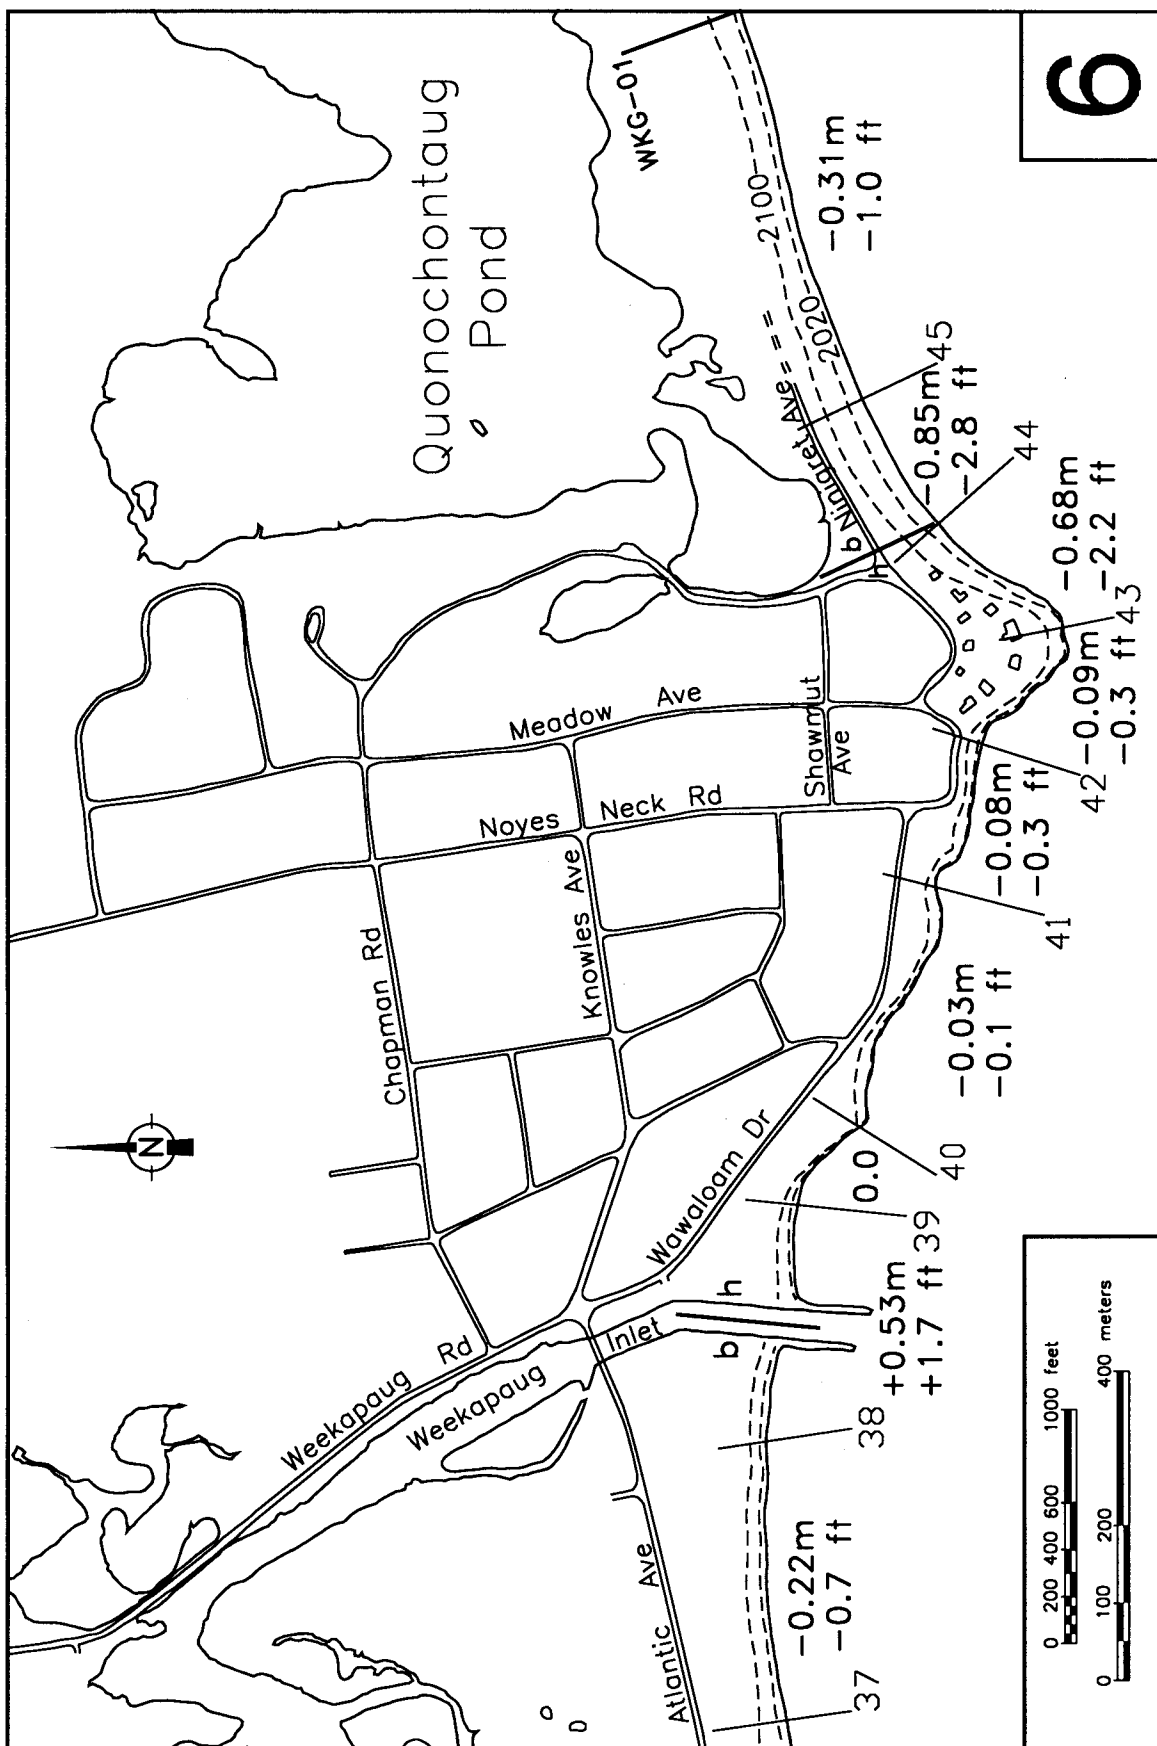 6
Quonochontaug
Pond
WKG-01
2100
-0.31m
-1.0 ft
2020
45
Ninigret Ave
b
h
-0.85m
-2.8 ft
44
-0.68m
-2.2 ft
43
-0.09m
-0.3 ft
42
-0.08m
-0.3 ft
41
-0.03m
-0.1 ft
40
0.0
39
+0.53m
+1.7 ft
38
-0.22m
-0.7 ft
37
Meadow Ave
Shawmut
Ave
Noyes Neck Rd
Knowles Ave
Chapman Rd
N
Wawaloam Dr
h
b
Inlet
Weekapaug
Weekapaug Rd
Atlantic Ave
0 200 400 600 1000 feet
0 100 200 400 meters